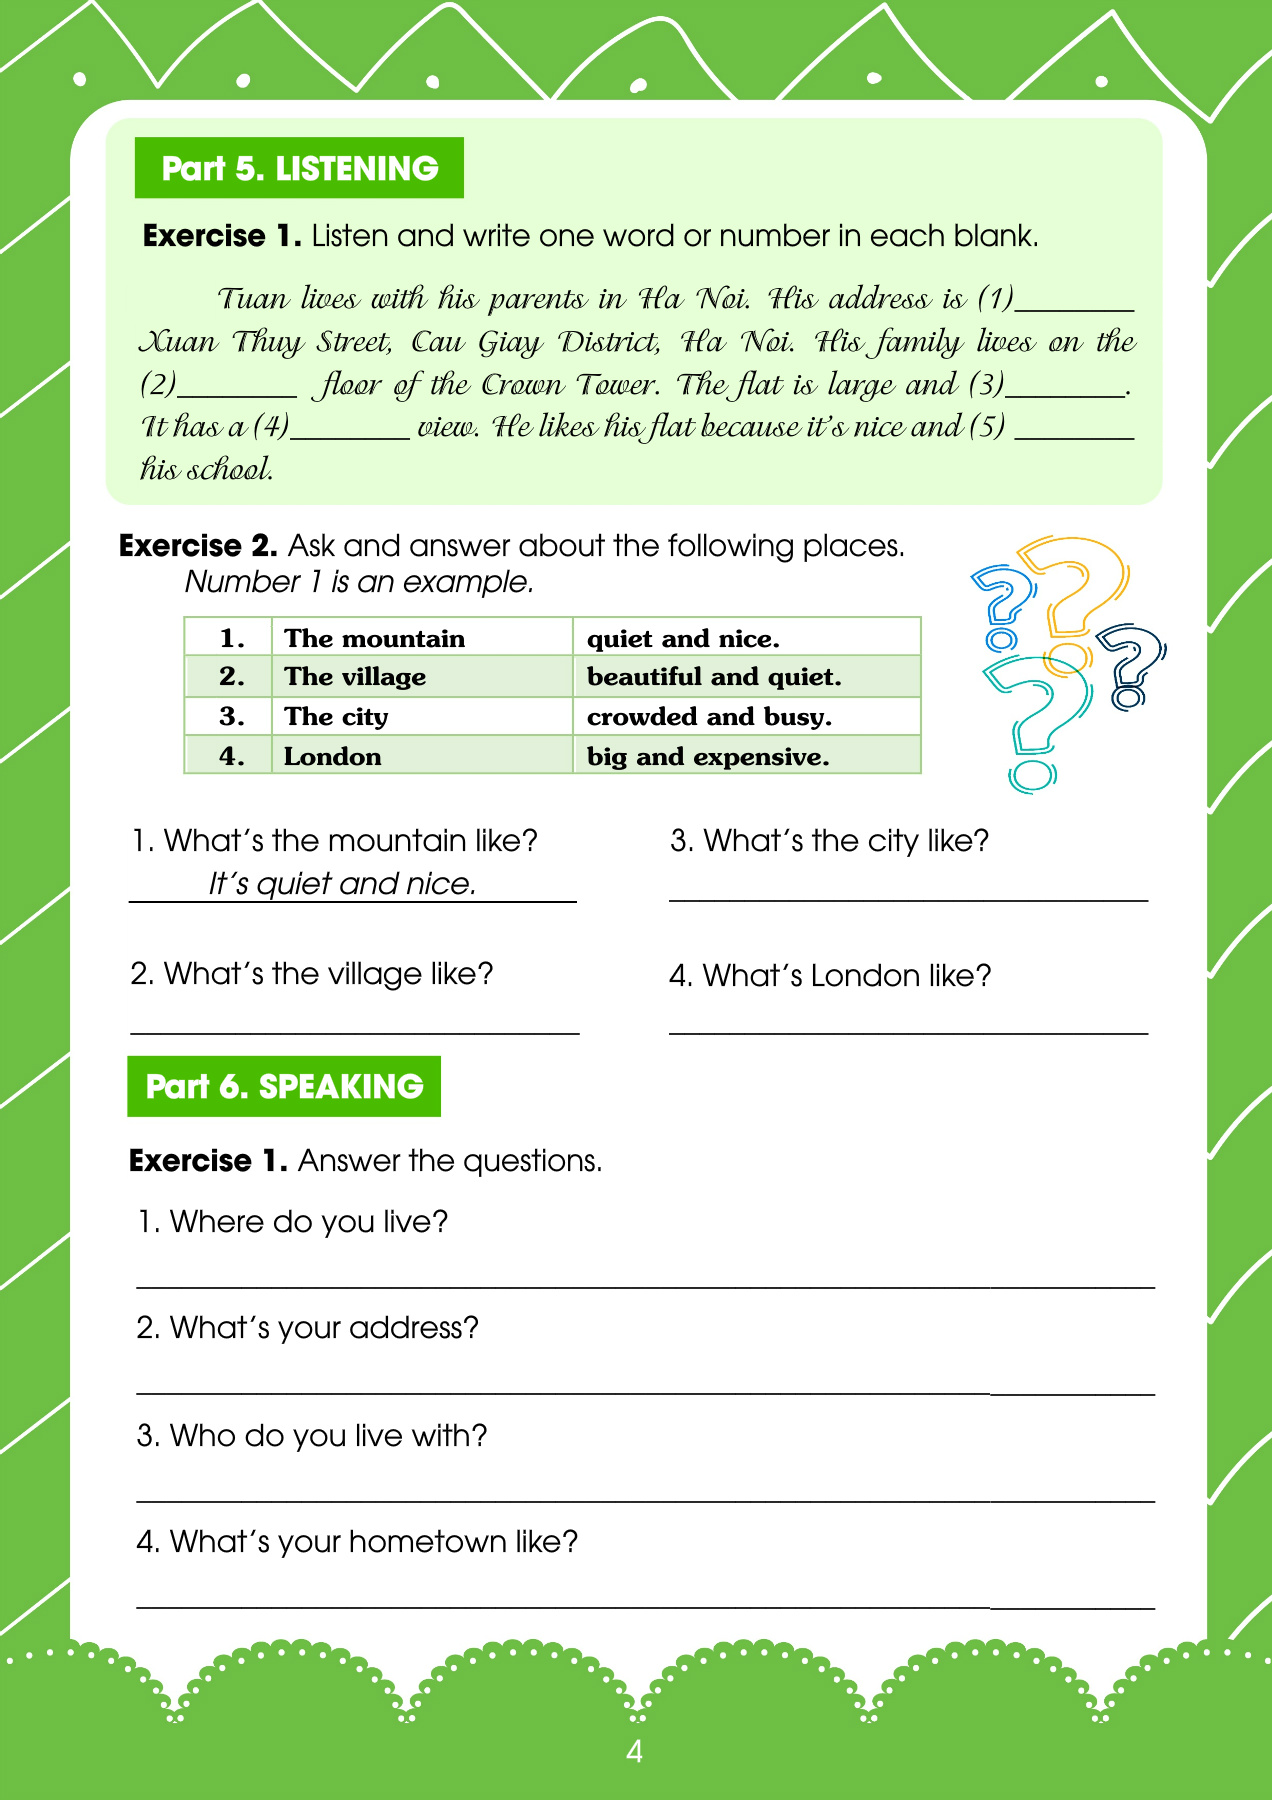 Part 5. LISTENING
Exercise 1. Listen and write one word or number in each blank.
Tuan lives with his parents in Ha Noi. His address is (1)________
Xuan Thuy Street, Cau Giay District, Ha Noi. His family lives on the
(2)________ floor of the Crown Tower. The flat is large and (3)________.
It has a (4)________ view. He likes his flat because it's nice and (5) ________
his school.
Exercise 2. Ask and answer about the following places.
Number 1 is an example.
1. The mountain quiet and nice.
2. The village beautiful and quiet.
3. The city crowded and busy.
4. London big and expensive.
1. What's the mountain like?
It's quiet and nice.
2. What's the village like?
3. What's the city like?
4. What's London like?
Part 6. SPEAKING
Exercise 1. Answer the questions.
1. Where do you live?
2. What's your address?
3. Who do you live with?
4. What's your hometown like?
4